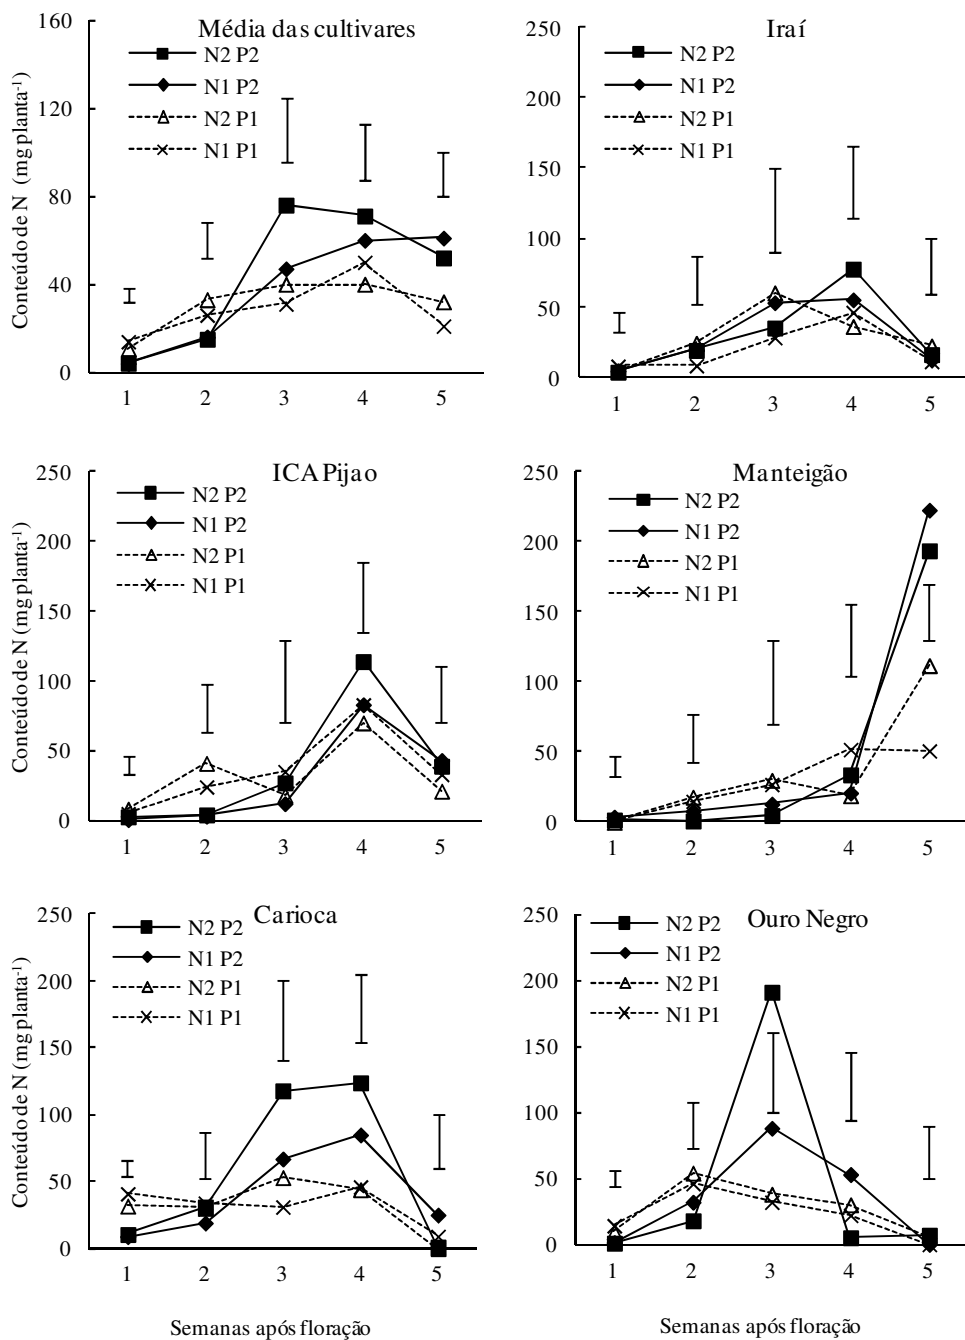 Média das cultivares
160
120
80
40
0
Conteúdo de N (mg planta-1)
N2 P2
N1 P2
N2 P1
N1 P1
1 2 3 4 5
Iraí
250
200
150
100
50
0
N2 P2
N1 P2
N2 P1
N1 P1
1 2 3 4 5
ICA Pijao
250
200
150
100
50
0
Conteúdo de N (mg planta-1)
N2 P2
N1 P2
N2 P1
N1 P1
1 2 3 4 5
Manteigão
250
200
150
100
50
0
N2 P2
N1 P2
N2 P1
N1 P1
1 2 3 4 5
Carioca
250
200
150
100
50
0
Conteúdo de N (mg planta-1)
N2 P2
N1 P2
N2 P1
N1 P1
1 2 3 4 5
Semanas após floração
Ouro Negro
250
200
150
100
50
0
N2 P2
N1 P2
N2 P1
N1 P1
1 2 3 4 5
Semanas após floração